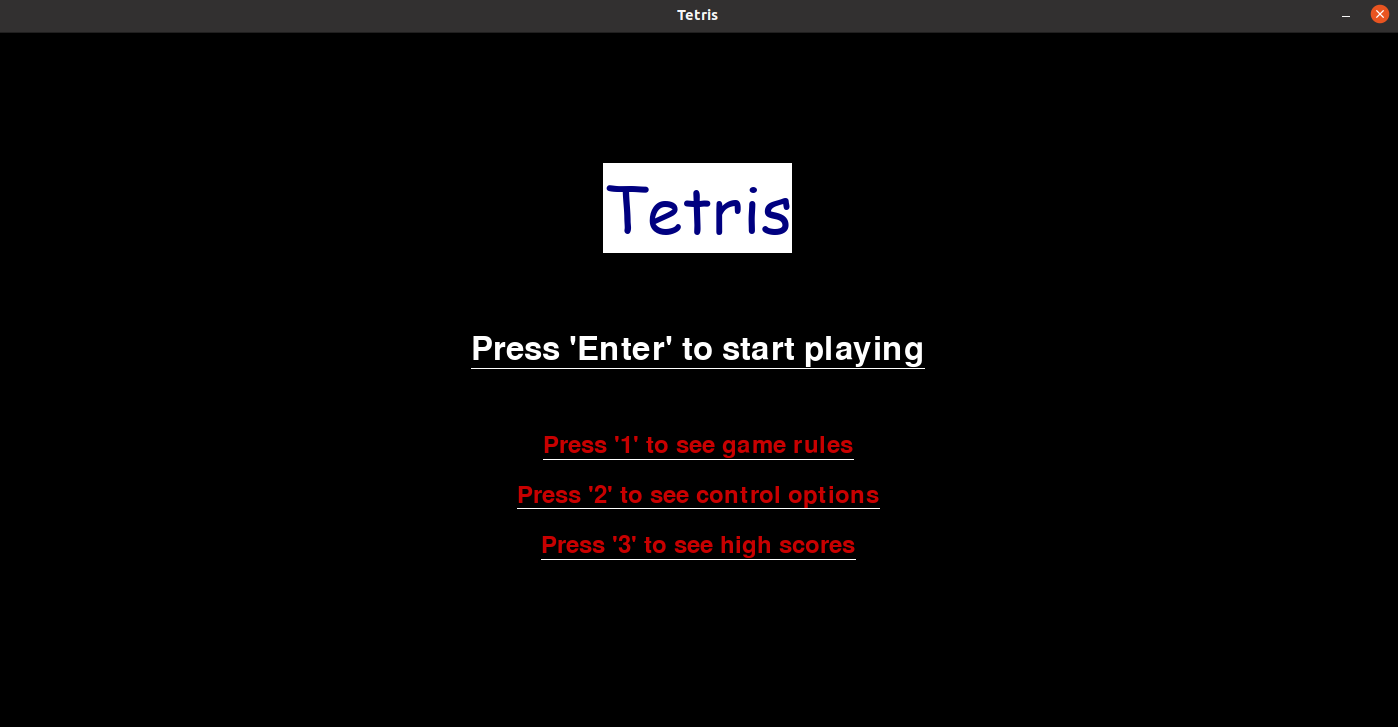 Tetris
Tetris
Press 'Enter' to start playing
Press '1' to see game rules
Press '2' to see control options
Press '3' to see high scores